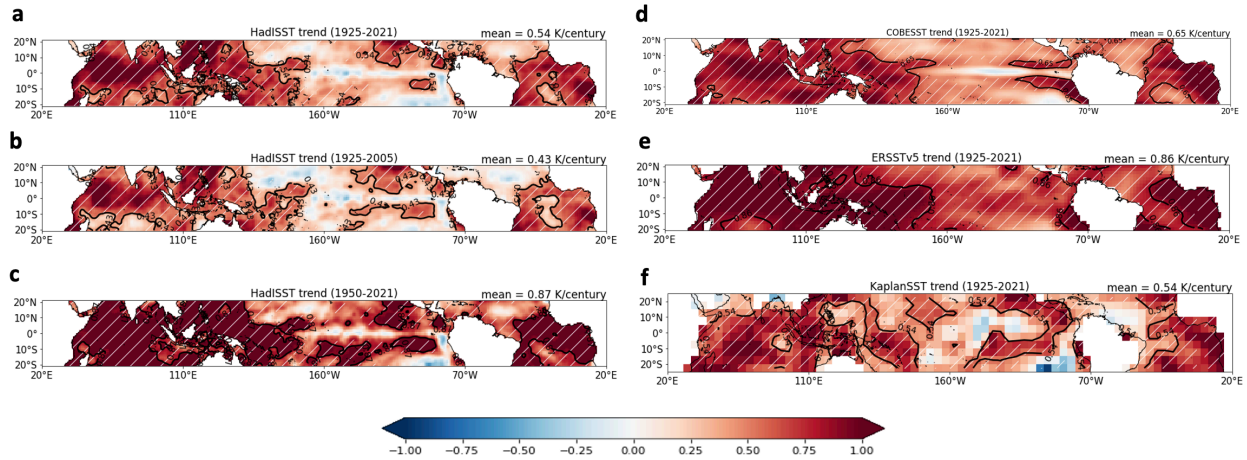 a
HadISST trend (1925-2021)
mean = 0.54 K/century
20°N
10°N
0°
10°S
20°S
20°E
110°E
160°W
70°W
20°E
b
HadISST trend (1925-2005)
mean = 0.43 K/century
20°N
10°N
0°
10°S
20°S
20°E
110°E
160°W
70°W
20°E
c
HadISST trend (1950-2021)
mean = 0.87 K/century
20°N
10°N
0°
10°S
20°S
20°E
110°E
160°W
70°W
20°E
d
COBESST trend (1925-2021)
mean = 0.65 K/century
20°N
10°N
0°
10°S
20°S
20°E
110°E
160°W
70°W
20°E
e
ERSSTv5 trend (1925-2021)
mean = 0.86 K/century
20°N
10°N
0°
10°S
20°S
20°E
110°E
160°W
70°W
20°E
f
KaplanSST trend (1925-2021)
mean = 0.54 K/century
20°N
10°N
0°
10°S
20°S
0.54
0.54
0.54
20°E
110°E
160°W
70°W
20°E
−1.00 −0.75 −0.50 −0.25 0.00 0.25 0.50 0.75 1.00